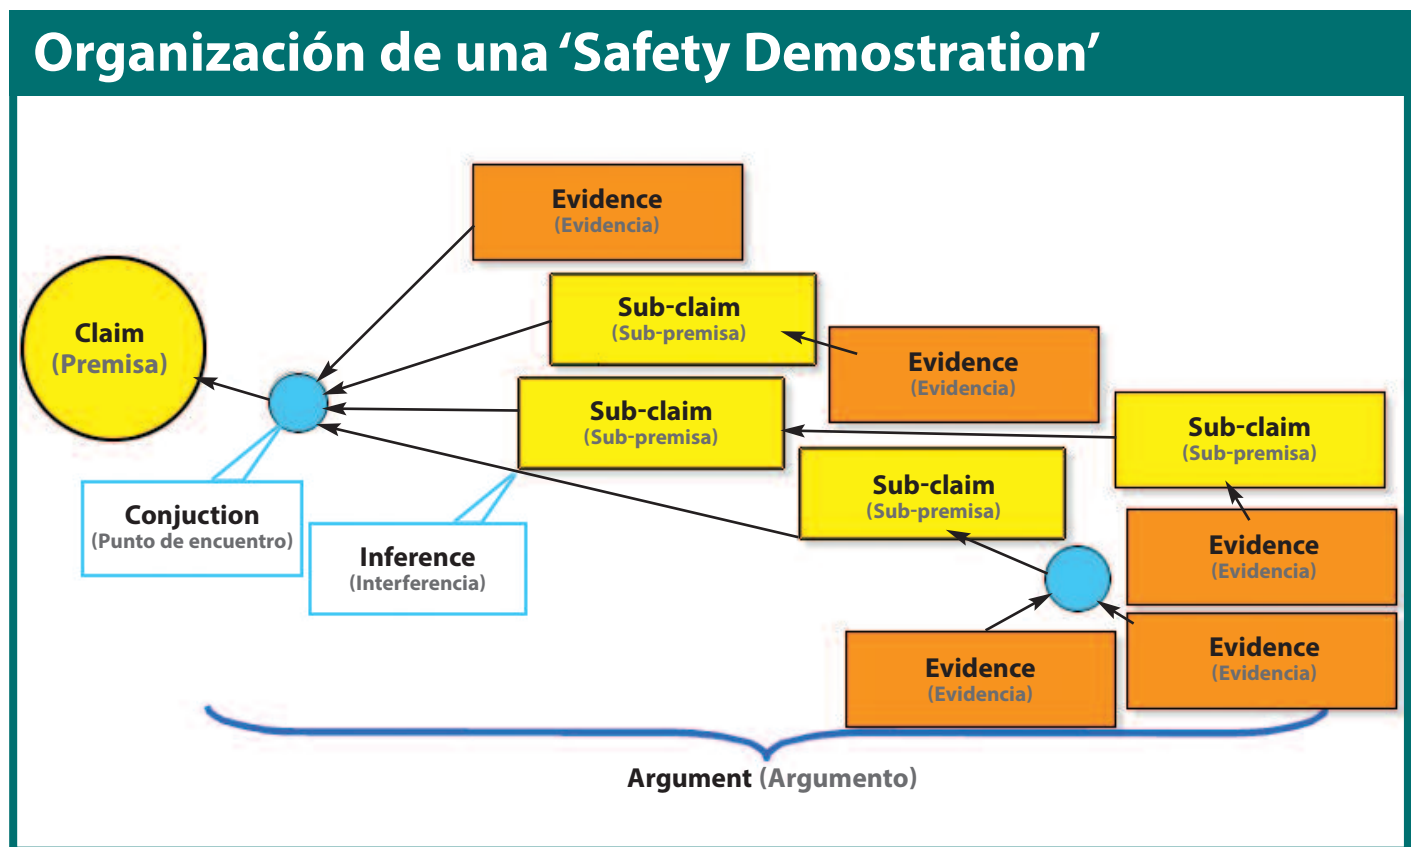 Organización de una ‘Safety Demostration’
Evidence
(Evidencia)
Claim
(Premisa)
Sub-claim
(Sub-premisa)
Evidence
(Evidencia)
Sub-claim
(Sub-premisa)
Sub-claim
(Sub-premisa)
Sub-claim
(Sub-premisa)
Conjuction
(Punto de encuentro)
Inference
(Interferencia)
Evidence
(Evidencia)
Evidence
(Evidencia)
Evidence
(Evidencia)
Argument (Argumento)